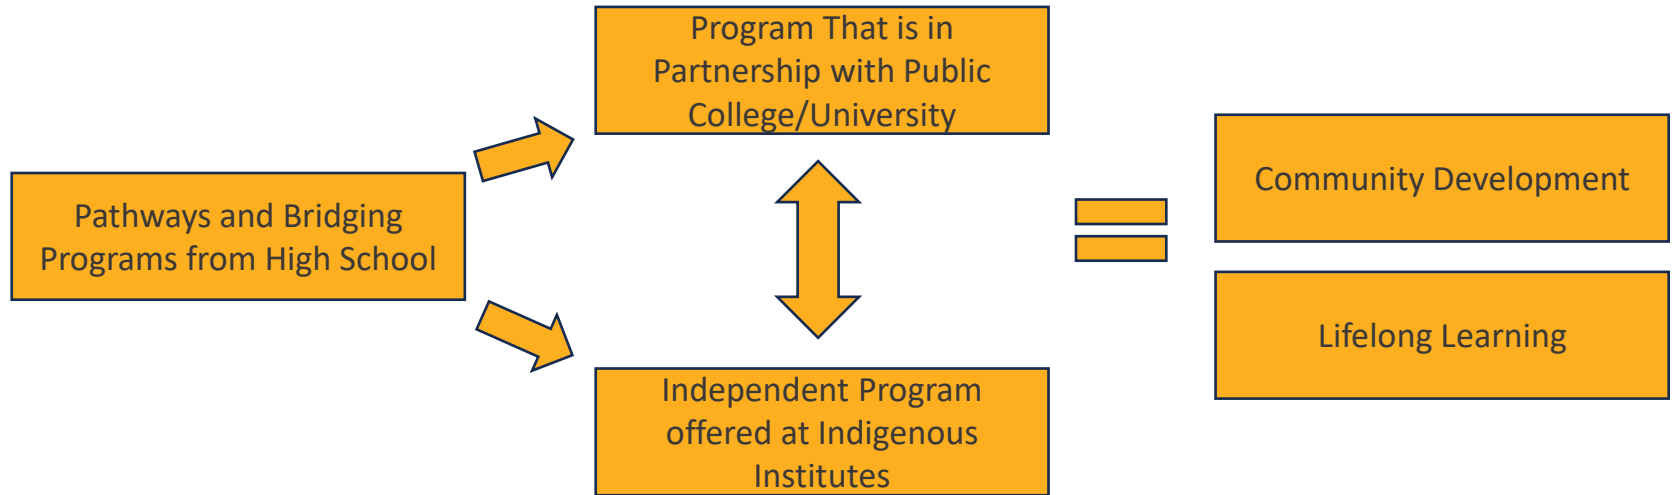 Program That is in
Partnership with Public
College/University
Pathways and Bridging
Programs from High School
Independent Program
offered at Indigenous
Institutes
Community Development
Lifelong Learning